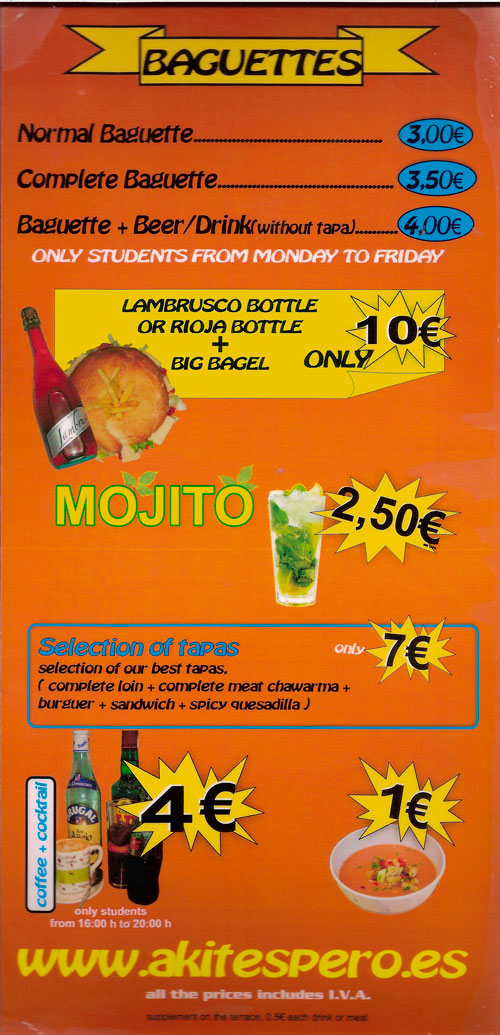 BAGUETTES
Normal Baguette................................................ 3,00€
Complete Baguette............................................. 3,50€
Baguette + Beer/Drink(without tapa).......... 4,00€
ONLY STUDENTS FROM MONDAY TO FRIDAY
LAMBRUSCO BOTTLE
OR RIOJA BOTTLE
+
BIG BAGEL
ONLY 10€
MOJITO 2,50€
Selection of tapas
only 7€
selection of our best tapas,
( complete loin + complete meat chawarma +
burguer + sandwich + spicy quesadilla )
coffee + cocktail
4€
only students
from 16:00 h to 20:00 h
1€
www.akitespero.es
all the prices includes I.V.A.
supplement on the terrace, 0.5€ each drink or meal